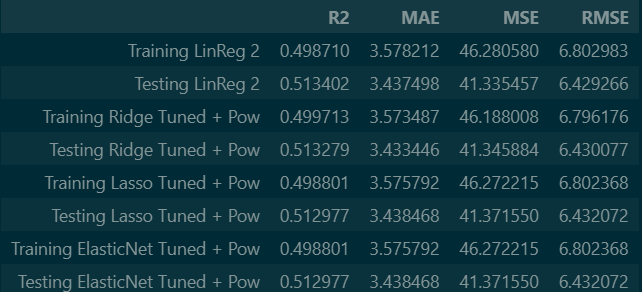 R2 MAE MSE RMSE
Training LinReg 2 0.498710 3.578212 46.280580 6.802983
Testing LinReg 2 0.513402 3.437498 41.335457 6.429266
Training Ridge Tuned + Pow 0.499713 3.573487 46.188008 6.796176
Testing Ridge Tuned + Pow 0.513279 3.433446 41.345884 6.430077
Training Lasso Tuned + Pow 0.498801 3.575792 46.272215 6.802368
Testing Lasso Tuned + Pow 0.512977 3.438468 41.371550 6.432072
Training ElasticNet Tuned + Pow 0.498801 3.575792 46.272215 6.802368
Testing ElasticNet Tuned + Pow 0.512977 3.438468 41.371550 6.432072